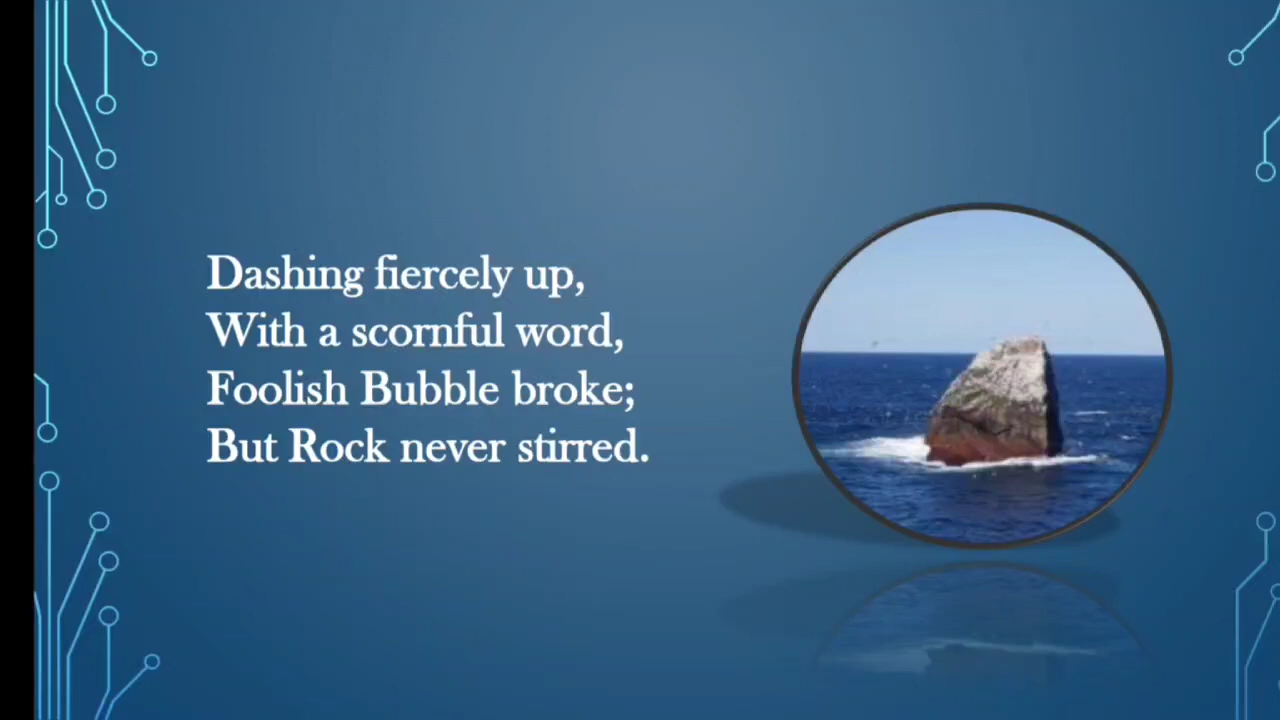 Dashing fiercely up,
With a scornful word,
Foolish Bubble broke;
But Rock never stirred.